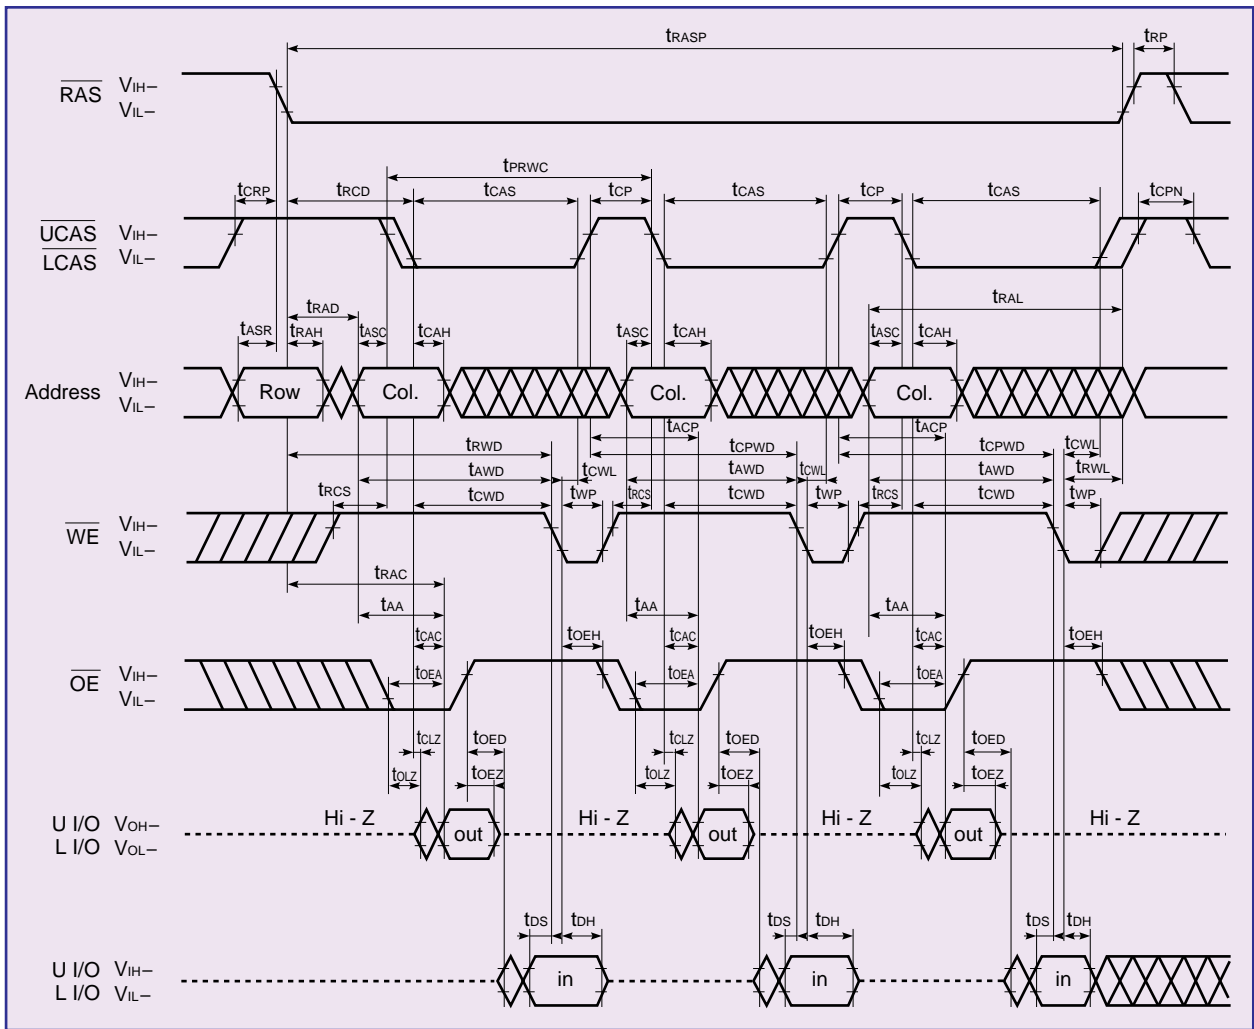 tRASP tRP
RAS VIH–
VIL–
tPRWC
tCRP tRCD tCAS tCP tCAS tCP tCAS tCPN
UCAS VIH–
LCAS VIL–
tRAD tRAL
tASR tRAH tASC tCAH tASC tCAH tASC tCAH
Address VIH–
VIL–
Row Col. Col. Col.
tACP tACP
tRWD tCPWD tCPWD tCWL
tAWD tCWL tAWD tCWL tAWD tRWL
tRCS tCWD tWP tRCS tCWD tWP tRCS tCWD tWP
WE VIH–
VIL–
tRAC
tAA tAA tAA
tCAC tOEH tCAC tOEH tCAC tOEH
tOEA tOEA tOEA
OE VIH–
VIL–
tCLZ tOED tCLZ tOED tCLZ tOED
tOLZ tOEZ tOLZ tOEZ tOLZ tOEZ
Hi - Z Hi - Z Hi - Z Hi - Z
U I/O VOH–
L I/O VOL–
out out out
tDS tDH tDS tDH tDS tDH
U I/O VIH–
L I/O VIL–
in in in